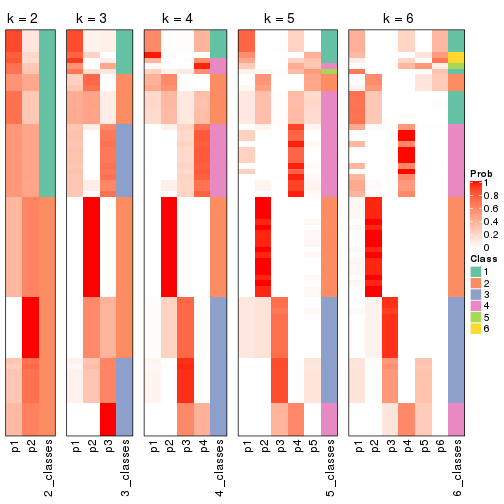 k = 2
k = 3
k = 4
k = 5
k = 6
p1
p2
2_classes
p1
p2
p3
3_classes
p1
p2
p3
p4
4_classes
p1
p2
p3
p4
p5
5_classes
p1
p2
p3
p4
p5
p6
6_classes
Prob
1
0.8
0.6
0.4
0.2
0
Class
1
2
3
4
5
6